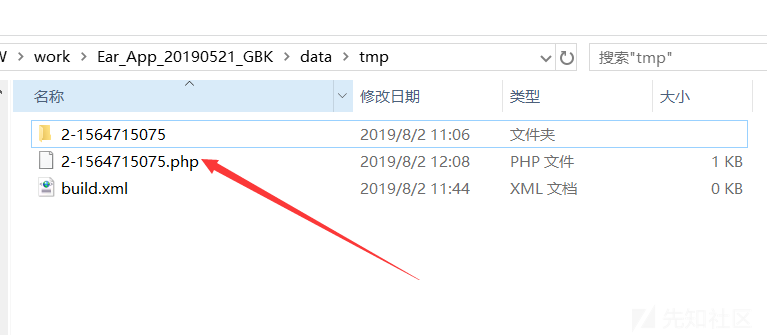 W > work > Ear_App_20190521_GBK > data > tmp
搜索"tmp"
名称 修改日期 类型 大小
2-1564715075 2019/8/2 11:06 文件夹
2-1564715075.php 2019/8/2 12:08 PHP 文件 1 KB
build.xml 2019/8/2 11:44 XML 文档 0 KB
先知社区